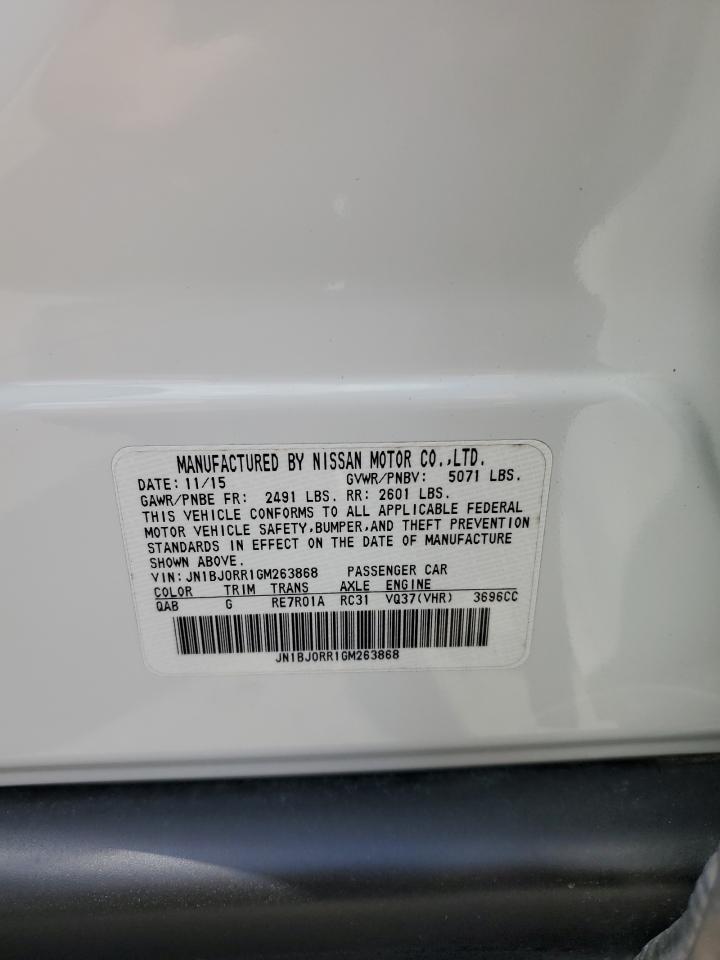 MANUFACTURED BY NISSAN MOTOR CO.,LTD.
DATE: 11/15 GVWR/PNBV: 5071 LBS.
GAWR/PNBE FR: 2491 LBS. RR: 2601 LBS.
THIS VEHICLE CONFORMS TO ALL APPLICABLE FEDERAL
MOTOR VEHICLE SAFETY,BUMPER,AND THEFT PREVENTION
STANDARDS IN EFFECT ON THE DATE OF MANUFACTURE
SHOWN ABOVE.
VIN: JN1BJ0RR1GM263868 PASSENGER CAR
COLOR TRIM TRANS AXLE ENGINE
QAB G RE7R01A RC31 VQ37(VHR) 3696CC
JN1BJ0RR1GM263868